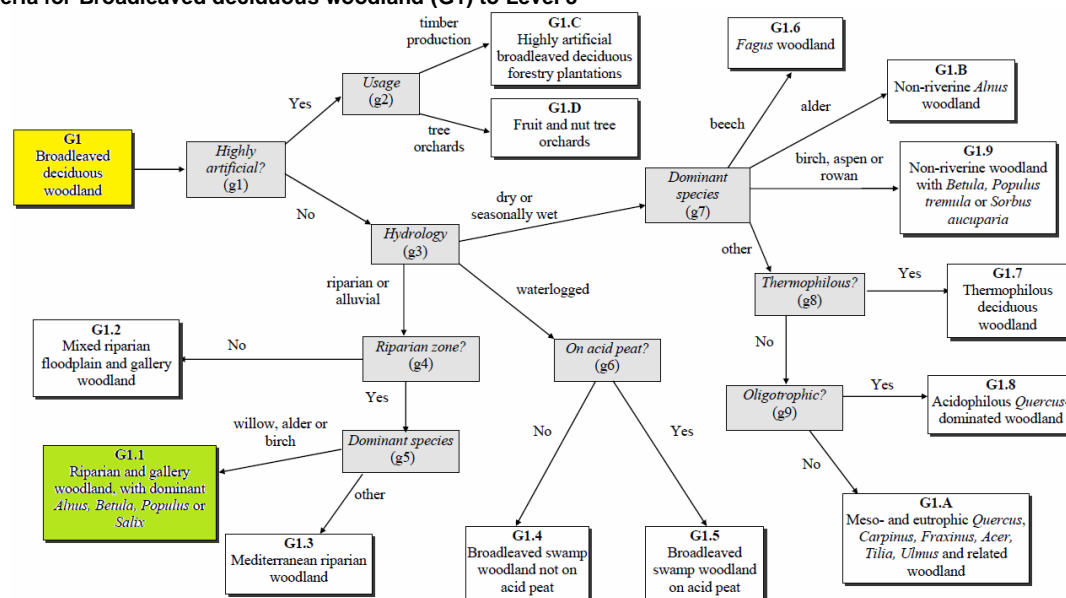 eria for Broadleaved deciduous woodland (G1) to Level 3
timber
production
G1.C
Highly artificial
broadleaved deciduous
forestry plantations
G1.6
Fagus woodland
Usage
(g2)
G1.B
Non-riverine Alnus
woodland
Yes
alder
G1.D
Fruit and nut tree
orchards
tree
orchards
beech
G1
Broadleaved
deciduous
woodland
Highly
artificial?
(g1)
birch, aspen or
rowan
G1.9
Non-riverine woodland
with Betula, Populus
tremula or Sorbus
aucuparia
Dominant
species
(g7)
No
dry or
seasonally wet
Hydrology
(g3)
other
riparian or
alluvial
waterlogged
Thermophilous?
(g8)
Yes
G1.7
Thermophilous
deciduous
woodland
G1.2
Mixed riparian
floodplain and gallery
woodland
No
Riparian zone?
(g4)
On acid peat?
(g6)
No
Yes
Oligotrophic?
(g9)
Yes
G1.8
Acidophilous Quercus-
dominated woodland
willow, alder or
birch
Dominant species
(g5)
No
Yes
G1.1
Riparian and gallery
woodland, with dominant
Alnus, Betula, Populus or
Salix
No
other
G1.3
Mediterranean riparian
woodland
G1.4
Broadleaved swamp
woodland not on
acid peat
G1.5
Broadleaved
swamp woodland
on acid peat
G1.A
Meso- and eutrophic Quercus,
Carpinus, Fraxinus, Acer,
Tilia, Ulmus and related
woodland